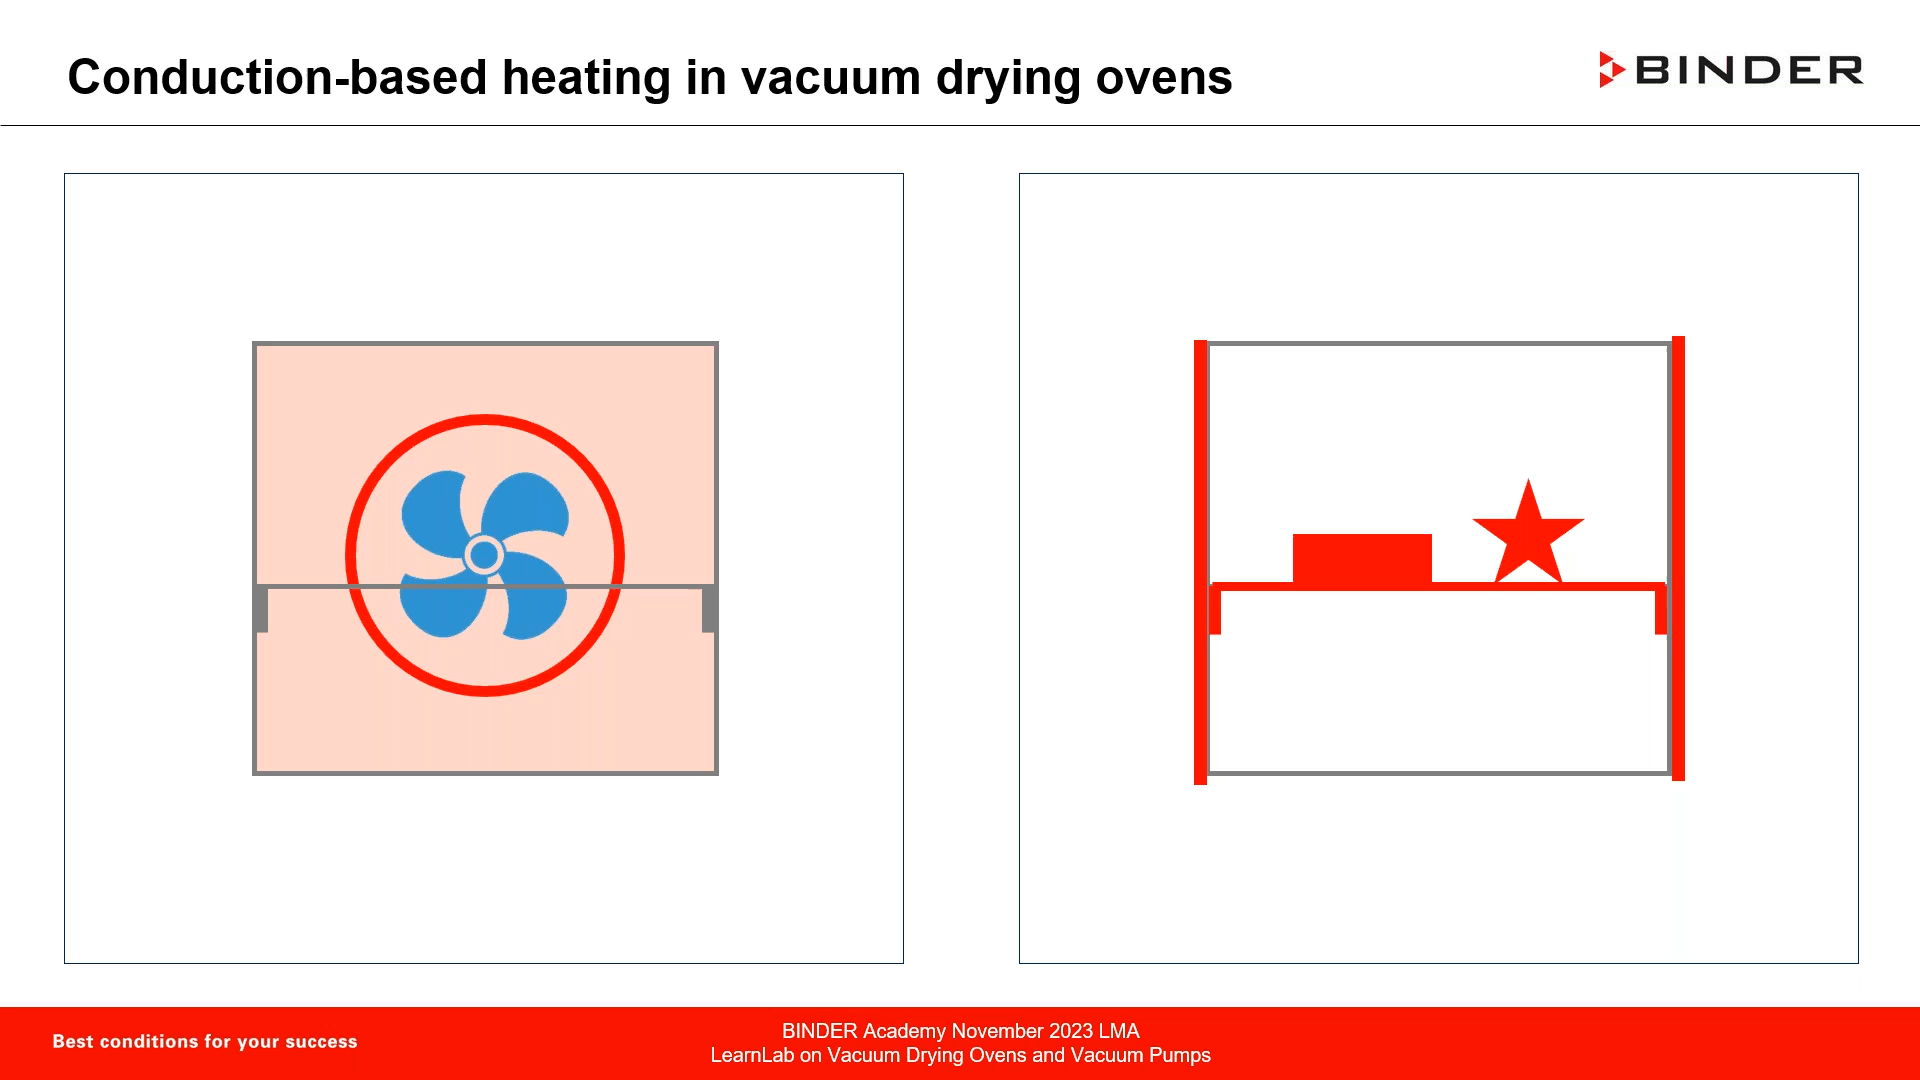 Conduction-based heating in vacuum drying ovens
BINDER
Best conditions for your success
BINDER Academy November 2023 LMA
LearnLab on Vacuum Drying Ovens and Vacuum Pumps